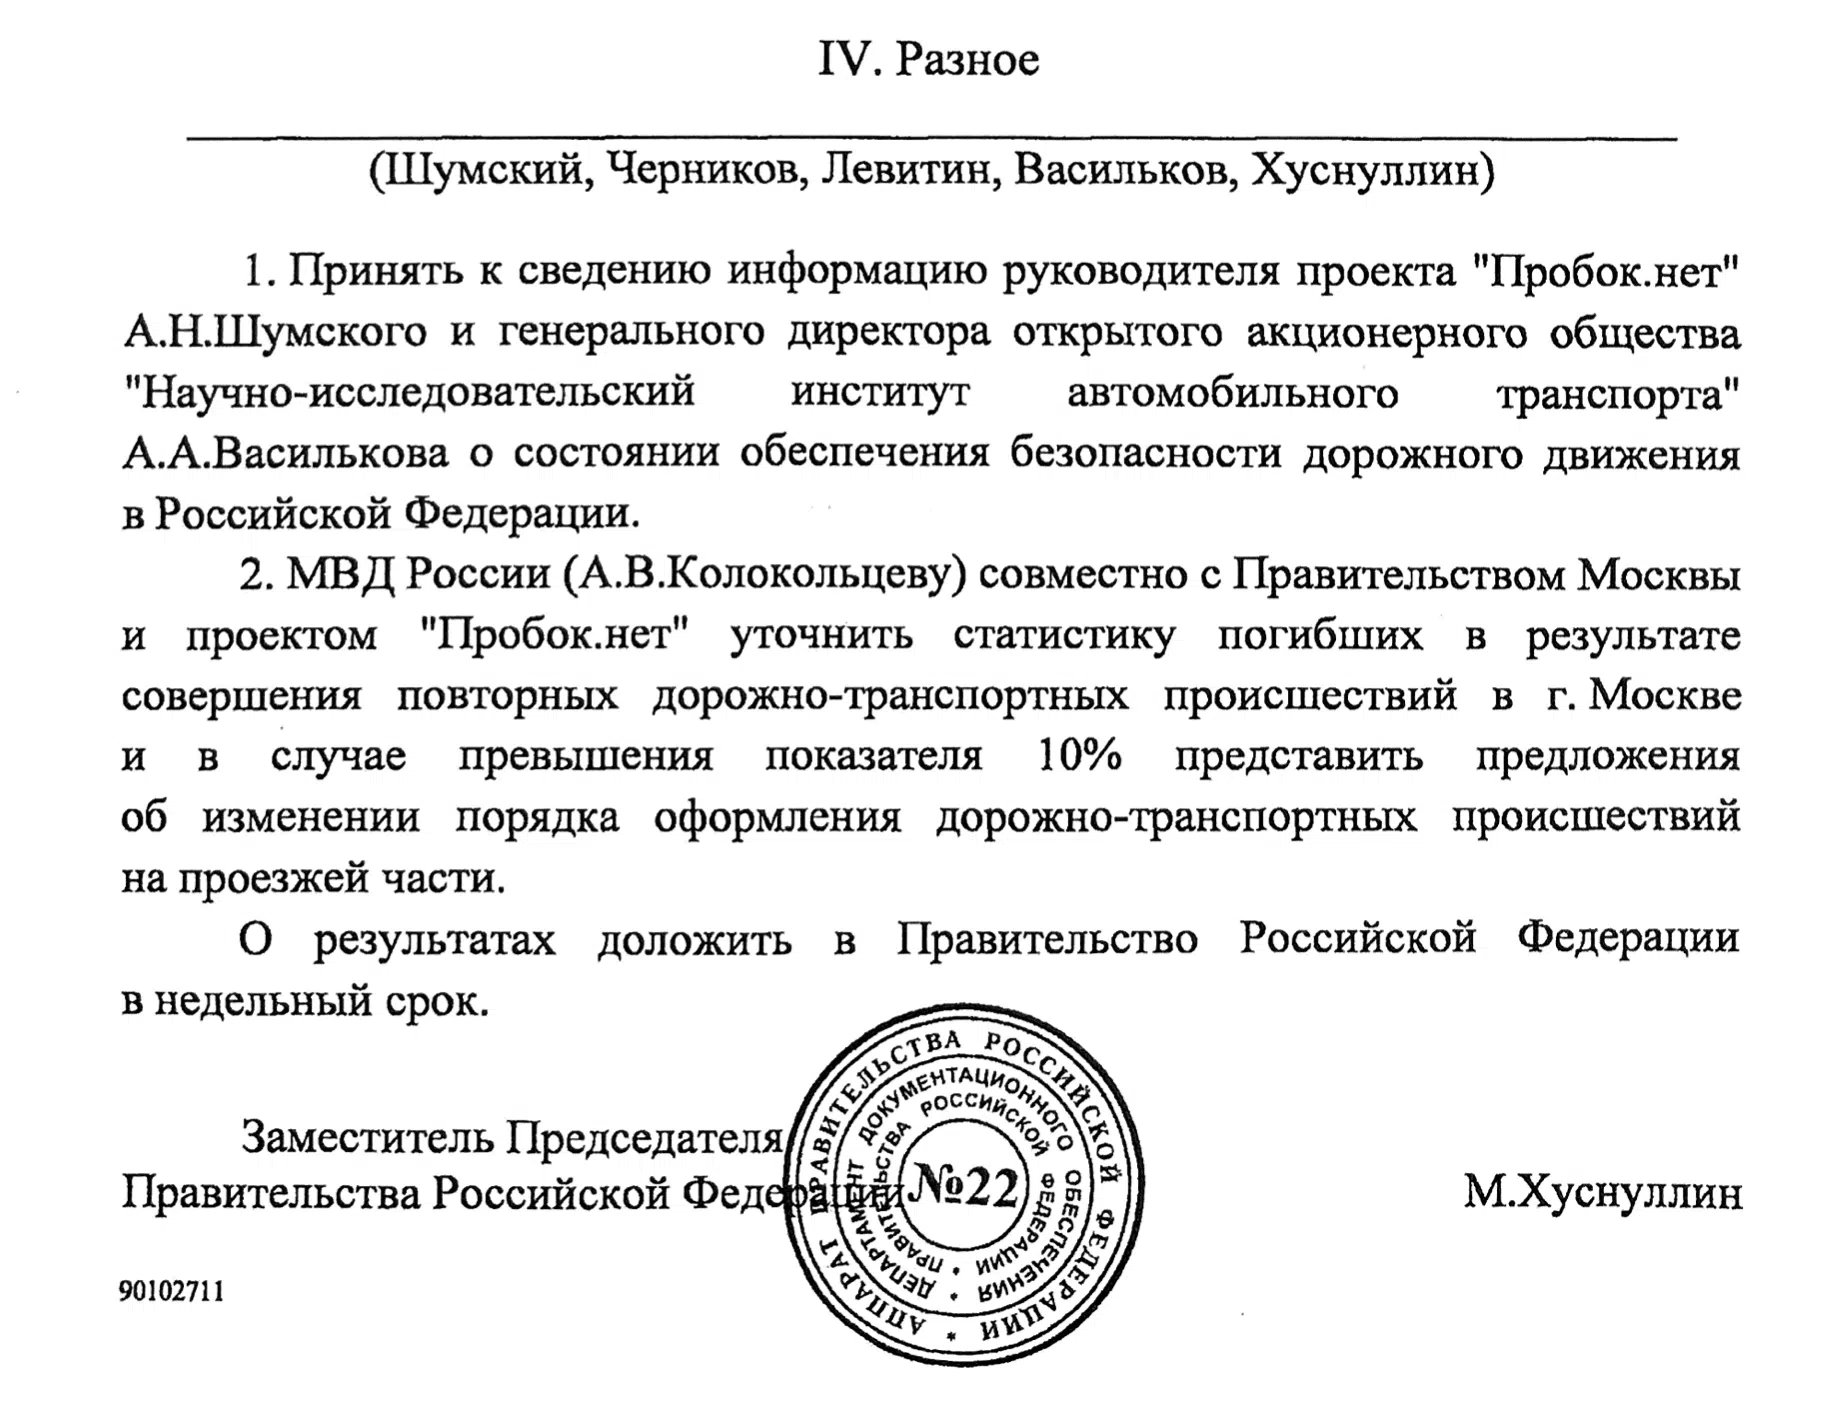 IV. Разное
(Шумский, Черников, Левитин, Васильков, Хуснуллин)
1. Принять к сведению информацию руководителя проекта "Пробок.нет"
А.Н.Шумского и генерального директора открытого акционерного общества
"Научно-исследовательский институт автомобильного транспорта"
А.А.Василькова о состоянии обеспечения безопасности дорожного движения
в Российской Федерации.
2. МВД России (А.В.Колокольцеву) совместно с Правительством Москвы
и проектом "Пробок.нет" уточнить статистику погибших в результате
совершения повторных дорожно-транспортных происшествий в г. Москве
и в случае превышения показателя 10% представить предложения
об изменении порядка оформления дорожно-транспортных происшествий
на проезжей части.
О результатах доложить в Правительство Российской Федерации
в недельный срок.
Заместитель Председателя
Правительства Российской Федерации
М.Хуснуллин
АППАРАТ ПРАВИТЕЛЬСТВА РОССИЙСКОЙ ФЕДЕРАЦИИ *
ДЕПАРТАМЕНТ ДОКУМЕНТАЦИОННОГО ОБЕСПЕЧЕНИЯ *
ПРАВИТЕЛЬСТВА РОССИЙСКОЙ ФЕДЕРАЦИИ *
№22
90102711